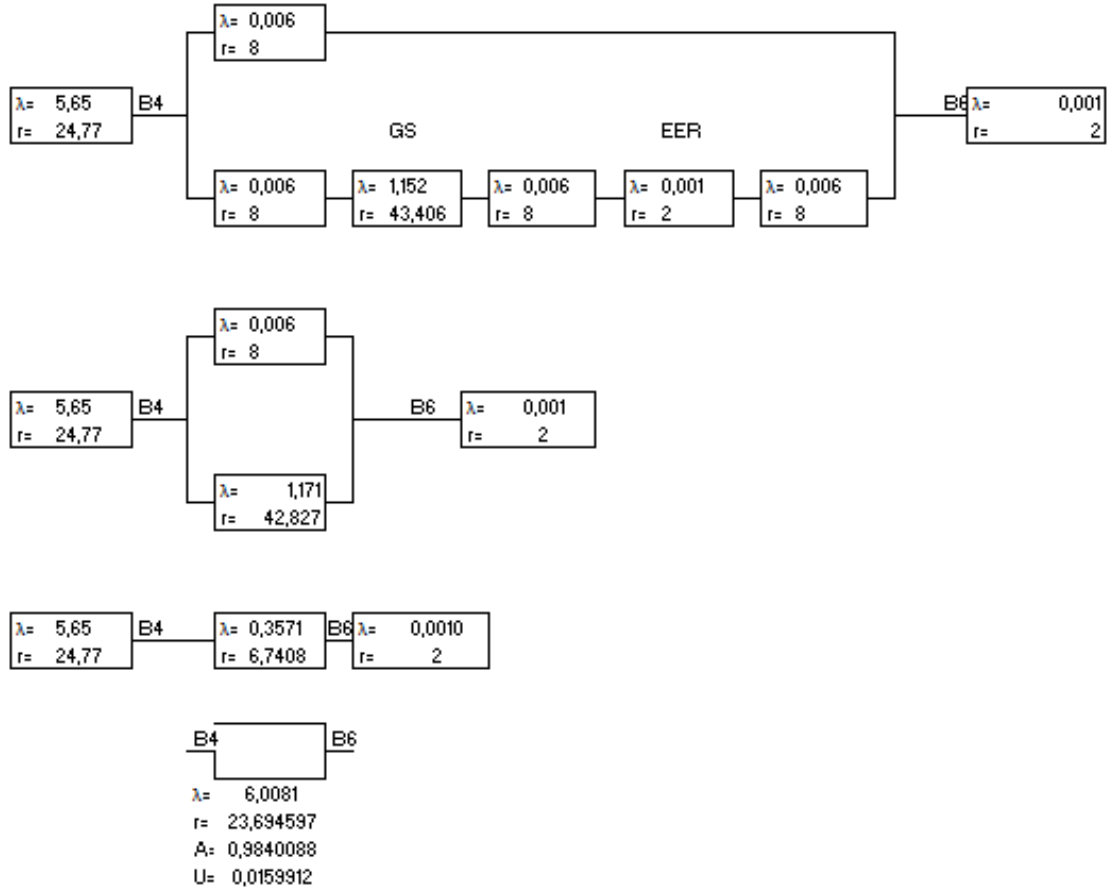 λ= 0,006
r= 8
λ= 5,65
r= 24,77
B4
GS
EER
B6
λ= 0,001
r= 2
λ= 0,006
r= 8
λ= 1,152
r= 43,406
λ= 0,006
r= 8
λ= 0,001
r= 2
λ= 0,006
r= 8
λ= 0,006
r= 8
λ= 5,65
r= 24,77
B4
B6
λ= 0,001
r= 2
λ= 1,171
r= 42,827
λ= 5,65
r= 24,77
B4
λ= 0,3571
r= 6,7408
B6
λ= 0,0010
r= 2
B4
B6
λ= 6,0081
r= 23,694597
A= 0,9840088
U= 0,0159912